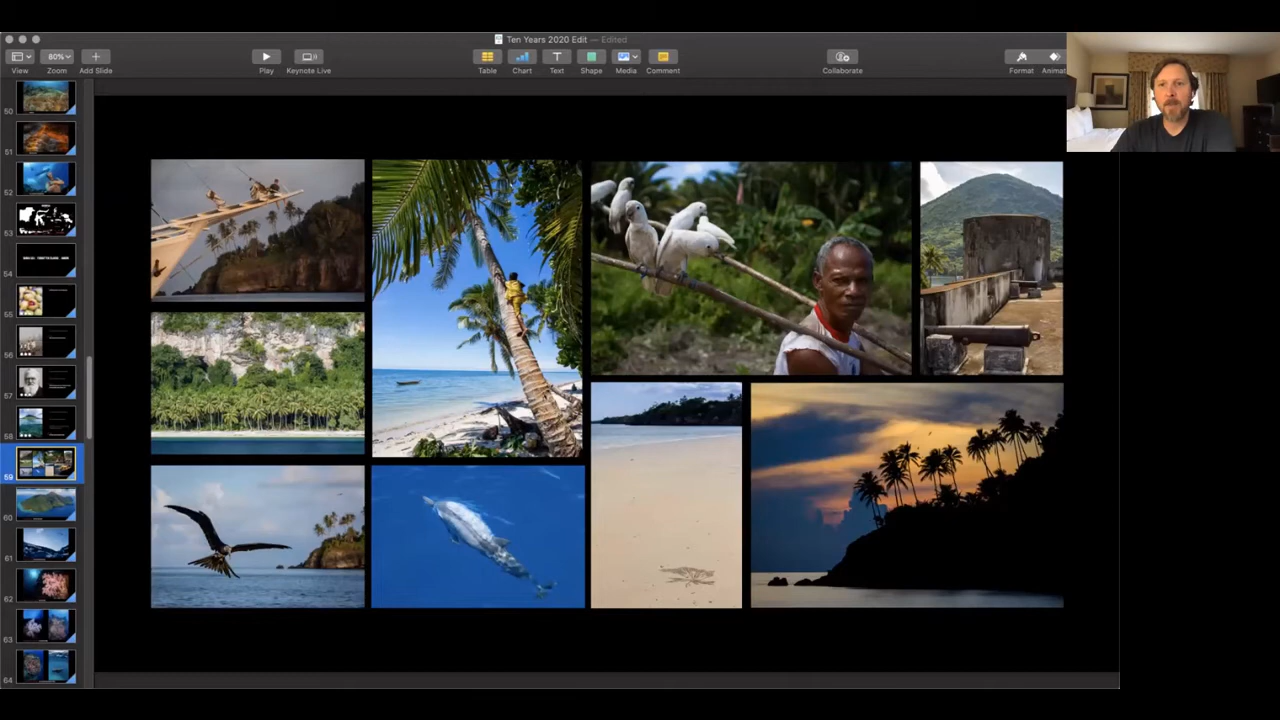 Ten Years 2020 Edit — Edited
80%
View
Zoom
Add Slide
Play
Keynote Live
Table
Chart
Text
Shape
Media
Comment
Collaborate
Format
Animat
50
51
52
53
54
55
56
57
58
59
60
61
62
63
64